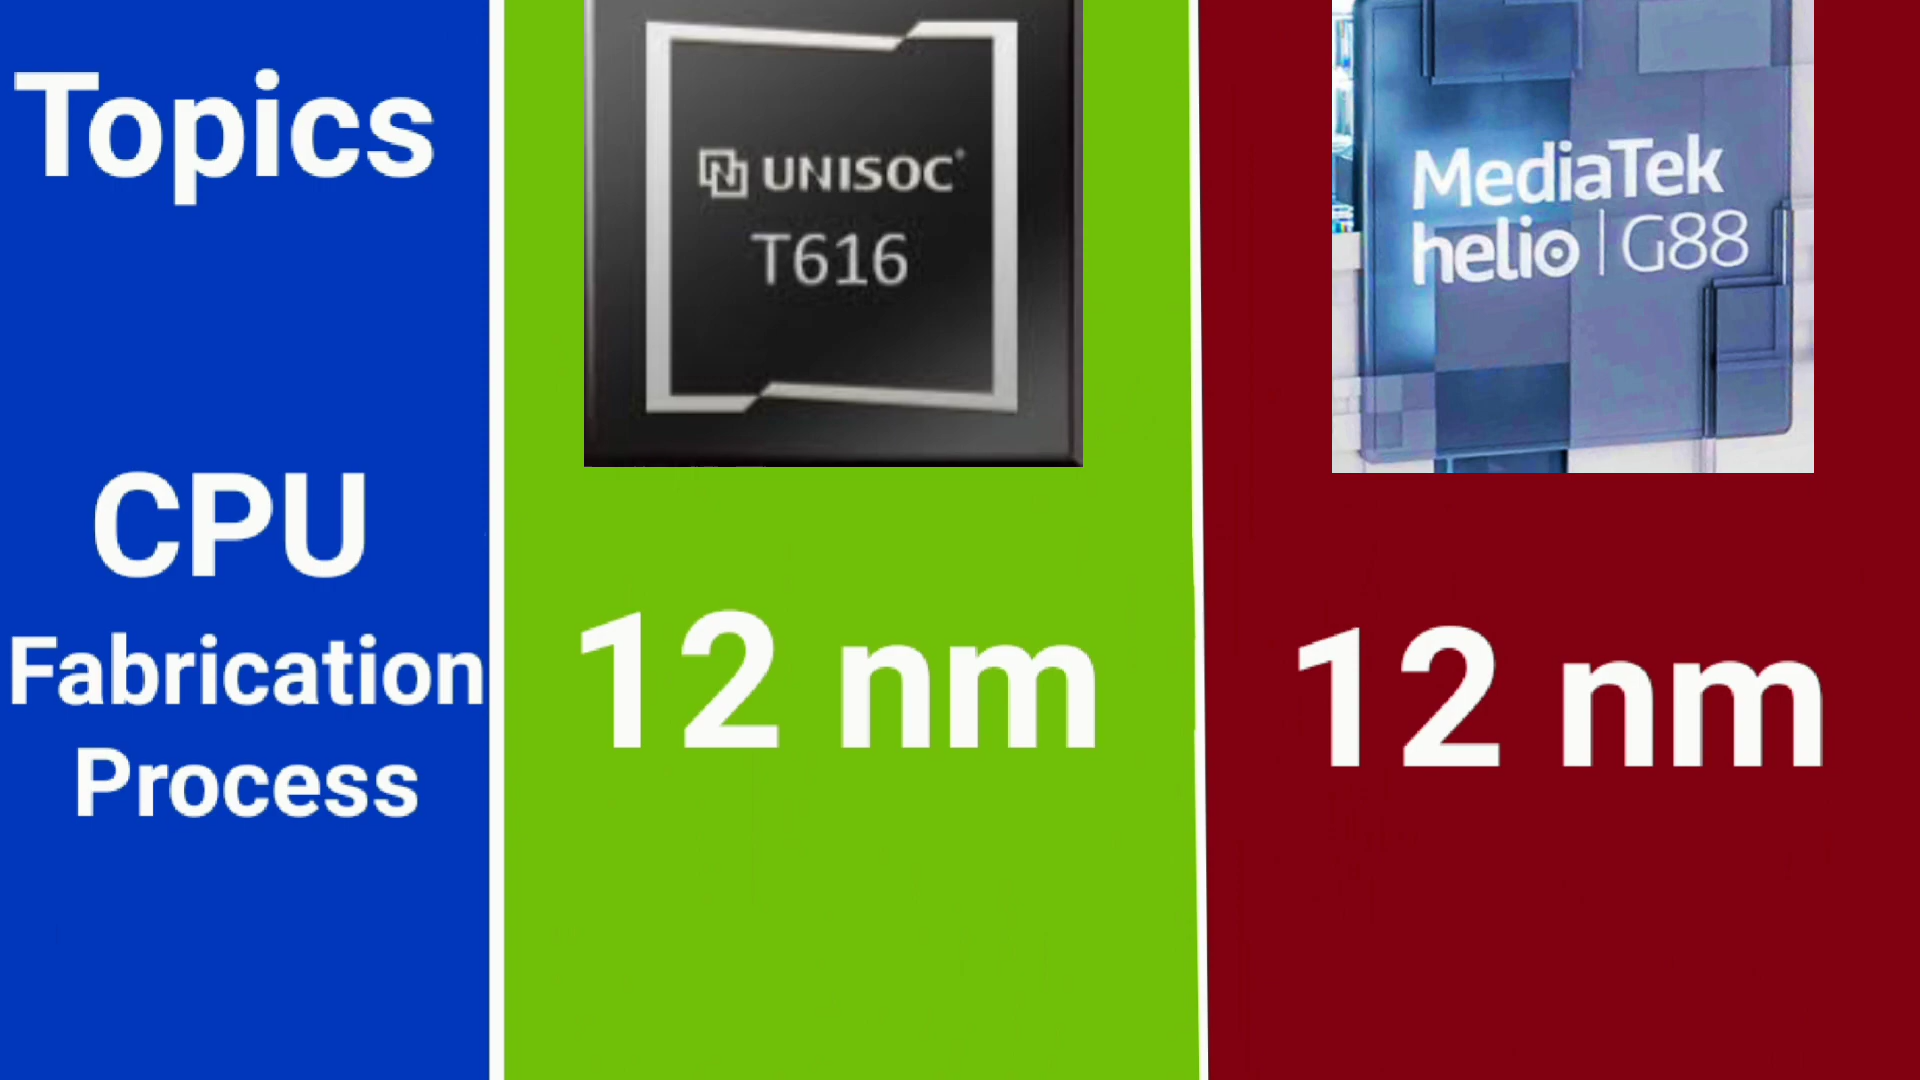 Topics
UNISOC
T616
MediaTek
helio | G88
CPU
Fabrication
Process
12 nm
12 nm